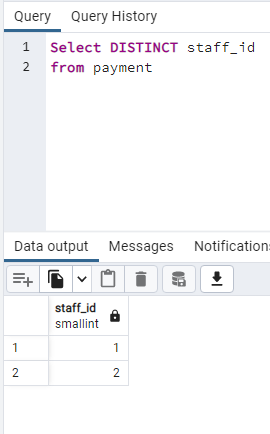 Query Query History
1 Select DISTINCT staff_id
2 from payment
Data output Messages Notification
staff_id
smallint
1 1
2 2